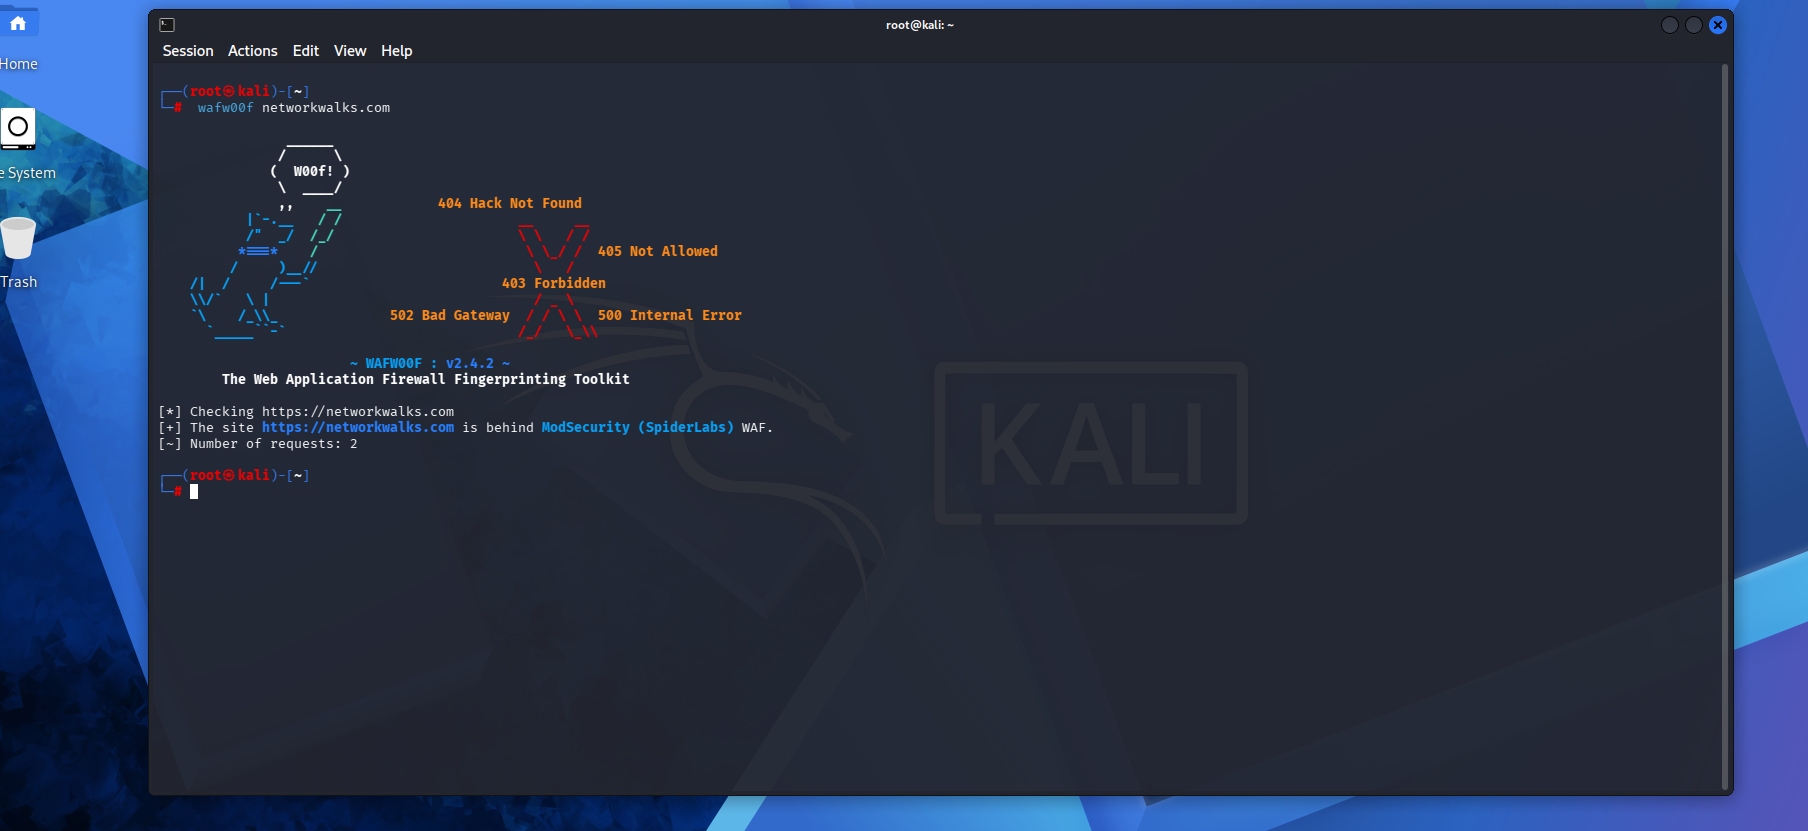 root@kali: ~
Session Actions Edit View Help
Home
e System
Trash
┌──(root㉿kali)-[~]
└─# wafw00f networkwalks.com
W00f!
404 Hack Not Found
405 Not Allowed
403 Forbidden
502 Bad Gateway 500 Internal Error
~ WAFW00F : v2.4.2 ~
The Web Application Firewall Fingerprinting Toolkit
[*] Checking https://networkwalks.com
[+] The site https://networkwalks.com is behind ModSecurity (SpiderLabs) WAF.
[~] Number of requests: 2
┌──(root㉿kali)-[~]
└─#
KALI